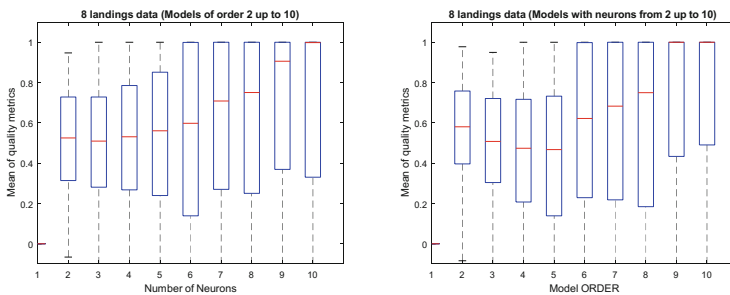 8 landings data (Models of order 2 up to 10)
Mean of quality metrics
1
0.8
0.6
0.4
0.2
0
1 2 3 4 5 6 7 8 9 10
Number of Neurons
8 landings data (Models with neurons from 2 up to 10)
Mean of quality metrics
1
0.8
0.6
0.4
0.2
0
1 2 3 4 5 6 7 8 9 10
Model ORDER